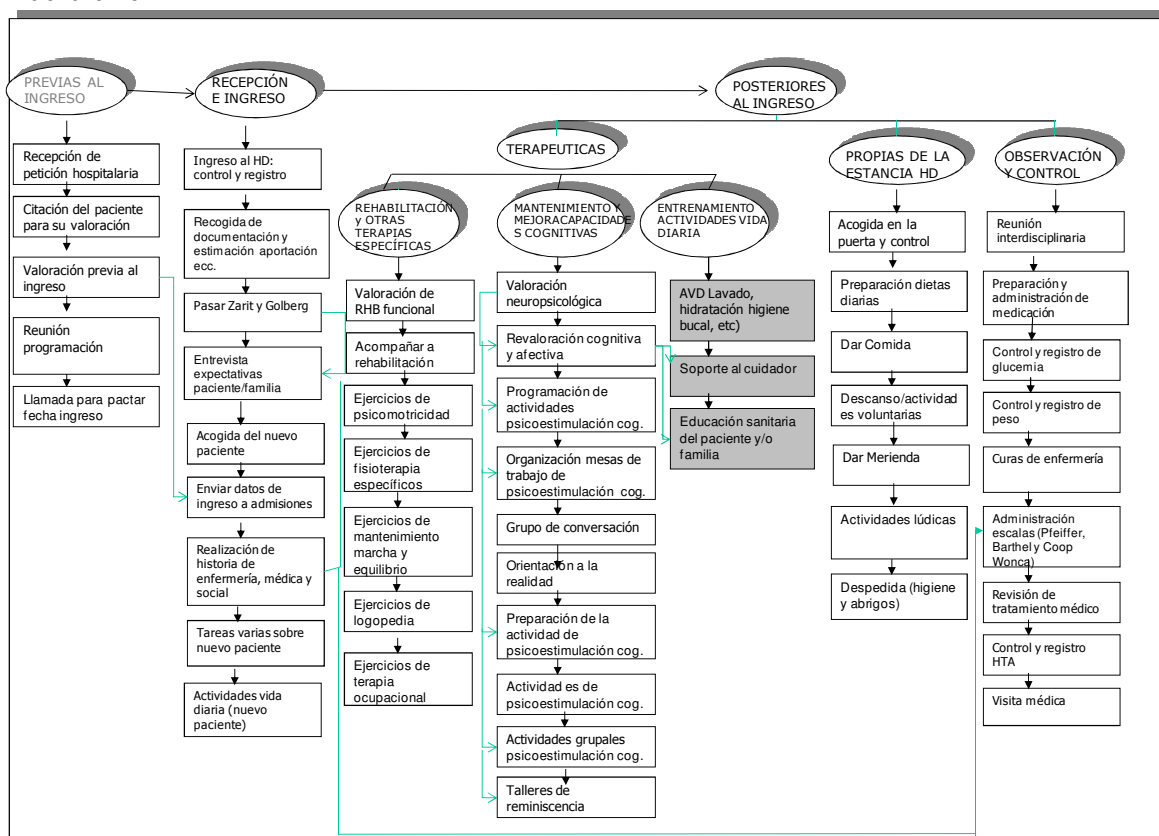 PREVIAS AL
INGRESO
RECEPCIÓN
E INGRESO
POSTERIORES
AL INGRESO
TERAPEUTICAS
PROPIAS DE LA
ESTANCIA HD
OBSERVACIÓN
Y CONTROL
REHABILITACIÓN
y OTRAS
TERAPIAS
ESPECÍFICAS
MANTENIMIENTO Y
MEJORACAPACIDADE
S COGNITIVAS
ENTRENAMIENTO
ACTIVIDADES VIDA
DIARIA
Recepción de
petición hospitalaria
Citación del paciente
para su valoración
Valoración previa al
ingreso
Reunión
programación
Llamada para pactar
fecha ingreso
Ingreso al HD:
control y registro
Recogida de
documentación y
estimación aportación
ecc.
Pasar Zarit y Golberg
Entrevista
expectativas
paciente/familia
Acogida del nuevo
paciente
Enviar datos de
ingreso a admisiones
Realización de
historia de
enfermería, médica y
social
Tareas varias sobre
nuevo paciente
Actividades vida
diaria (nuevo
paciente)
Valoración de
RHB funcional
Acompañar a
rehabilitación
Ejercicios de
psicomotricidad
Ejercicios de
fisioterapia
específicos
Ejercicios de
mantenimiento
marcha y
equilibrio
Ejercicios de
logopedia
Ejercicios de
terapia
ocupacional
Valoración
neuropsicológica
Revaloración cognitiva
y afectiva
Programación de
actividades
psicoestimulación cog.
Organización mesas de
trabajo de
psicoestimulación cog.
Grupo de conversación
Orientación a la
realidad
Preparación de la
actividad de
psicoestimulación cog.
Actividad es de
psicoestimulación cog.
Actividades grupales
psicoestimulación cog.
Talleres de
reminiscencia
AVD Lavado,
hidratación higiene
bucal, etc)
Soporte al cuidador
Educación sanitaria
del paciente y/o
familia
Acogida en la
puerta y control
Preparación dietas
diarias
Dar Comida
Descanso/actividad
es voluntarias
Dar Merienda
Actividades lúdicas
Despedida (higiene
y abrigos)
Reunión
interdisciplinaria
Preparación y
administración de
medicación
Control y registro de
glucemia
Control y registro de
peso
Curas de enfermería
Administración
escalas (Pfeiffer,
Barthel y Coop
Wonca)
Revisión de
tratamiento médico
Control y registro
HTA
Visita médica